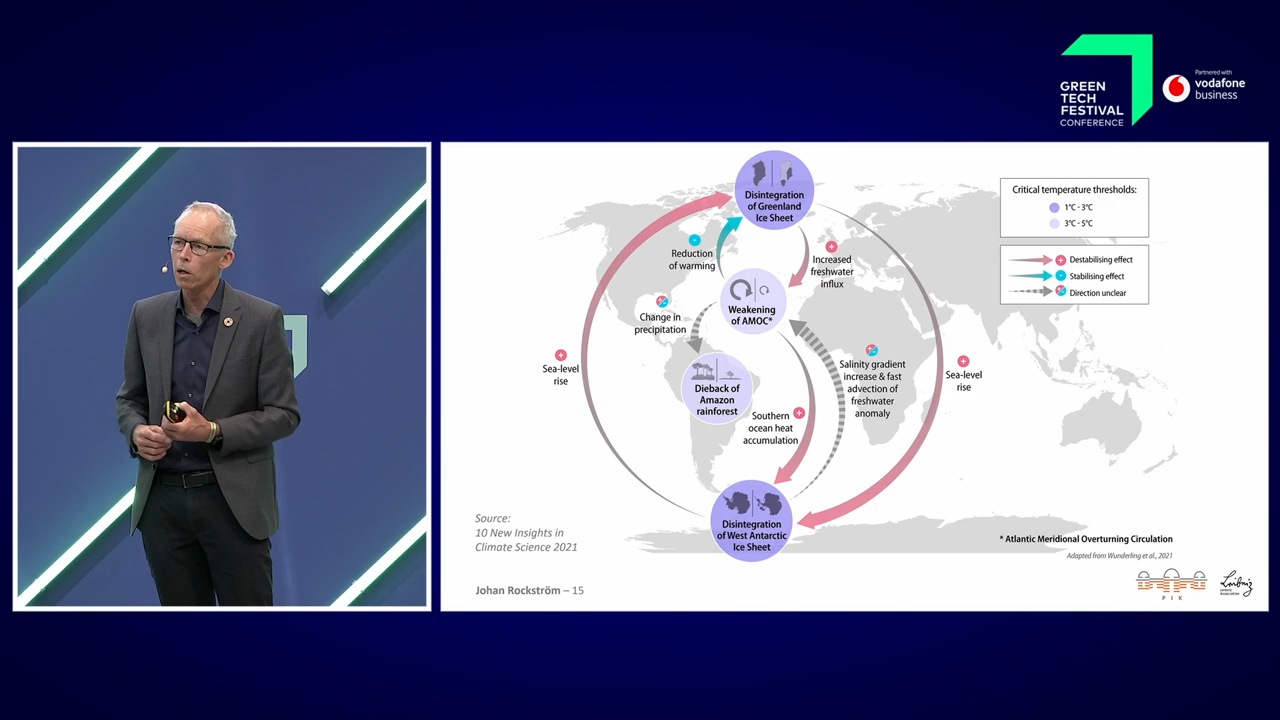 GREEN
TECH
FESTIVAL
CONFERENCE
Partnered with
vodafone
business
Disintegration
of Greenland
Ice Sheet
Critical temperature thresholds:
1°C - 3°C
3°C - 5°C
Reduction
of warming
Increased
freshwater
influx
Destabilising effect
Stabilising effect
Direction unclear
Weakening
of AMOC*
Change in
precipitation
Sea-level
rise
Dieback of
Amazon
rainforest
Salinity gradient
increase & fast
advection of
freshwater
anomaly
Sea-level
rise
Southern
ocean heat
accumulation
Disintegration
of West Antarctic
Ice Sheet
Source:
10 New Insights in
Climate Science 2021
* Atlantic Meridional Overturning Circulation
Adapted from Wunderling et al., 2021
Johan Rockström – 15
PIK
Leibniz
Leibniz
Association